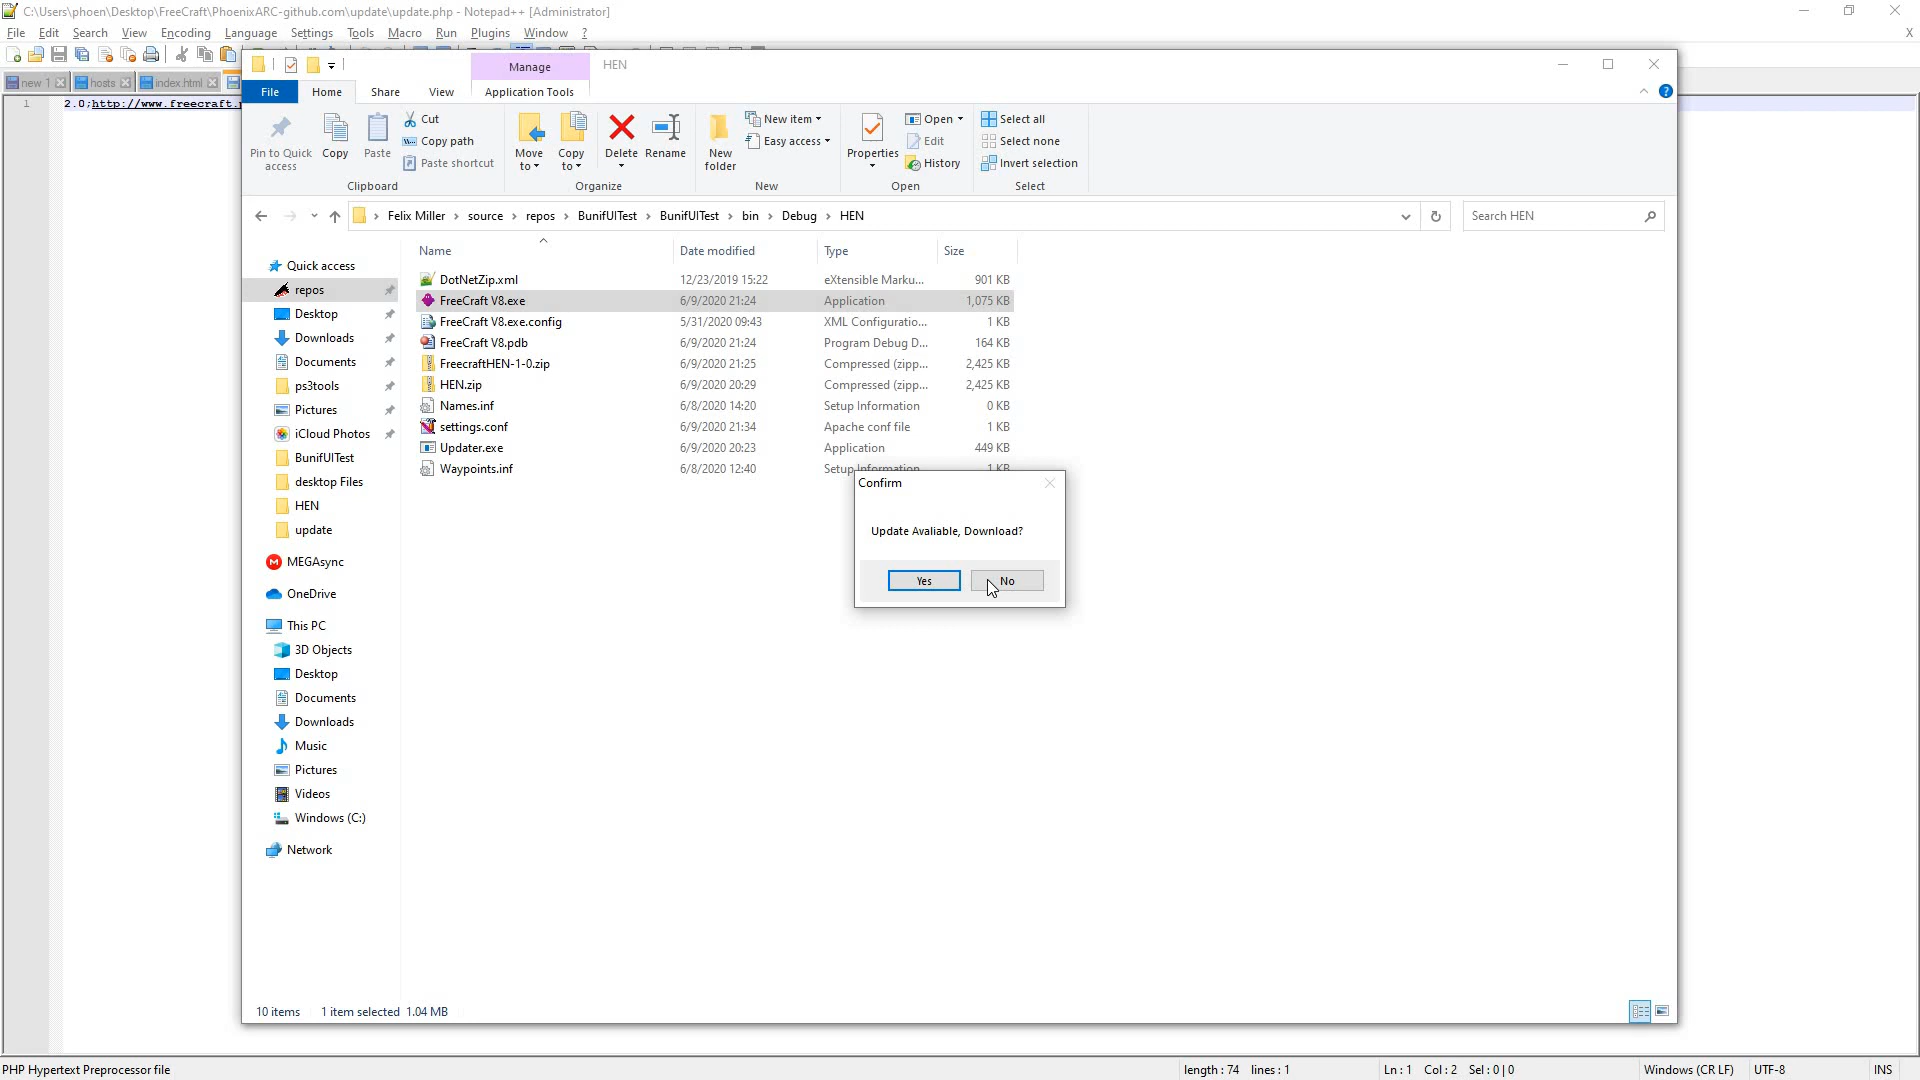 C:\Users\phoen\Desktop\FreeCraft\PhoenixARC-github.com\update\update.php - Notepad++ [Administrator]
File Edit Search View Encoding Language Settings Tools Macro Run Plugins Window ? X
new 1 hosts index.html
1 2.0;http://www.freecraft.
Manage HEN
File Home Share View Application Tools
Pin to Quick access
Copy
Paste
Cut
Copy path
Paste shortcut
Clipboard
Move to
Copy to
Delete
Rename
Organize
New folder
New item
Easy access
New
Properties
Open
Edit
History
Open
Select all
Select none
Invert selection
Select
Felix Miller > source > repos > BunifUITest > BunifUITest > bin > Debug > HEN
Search HEN
Quick access
repos
Desktop
Downloads
Documents
ps3tools
Pictures
iCloud Photos
BunifUITest
desktop Files
HEN
update
MEGAsync
OneDrive
This PC
3D Objects
Desktop
Documents
Downloads
Music
Pictures
Videos
Windows (C:)
Network
Name Date modified Type Size
DotNetZip.xml 12/23/2019 15:22 eXtensible Marku... 901 KB
FreeCraft V8.exe 6/9/2020 21:24 Application 1,075 KB
FreeCraft V8.exe.config 5/31/2020 09:43 XML Configuratio... 1 KB
FreeCraft V8.pdb 6/9/2020 21:24 Program Debug D... 164 KB
FreecraftHEN-1-0.zip 6/9/2020 21:25 Compressed (zipp... 2,425 KB
HEN.zip 6/9/2020 20:29 Compressed (zipp... 2,425 KB
Names.inf 6/8/2020 14:20 Setup Information 0 KB
settings.conf 6/9/2020 21:34 Apache conf file 1 KB
Updater.exe 6/9/2020 20:23 Application 449 KB
Waypoints.inf 6/8/2020 12:40 Setup Information 1 KB
Confirm
Update Avaliable, Download?
Yes No
10 items 1 item selected 1.04 MB
PHP Hypertext Preprocessor file length : 74 lines : 1 Ln : 1 Col : 2 Sel : 0 | 0 Windows (CR LF) UTF-8 INS